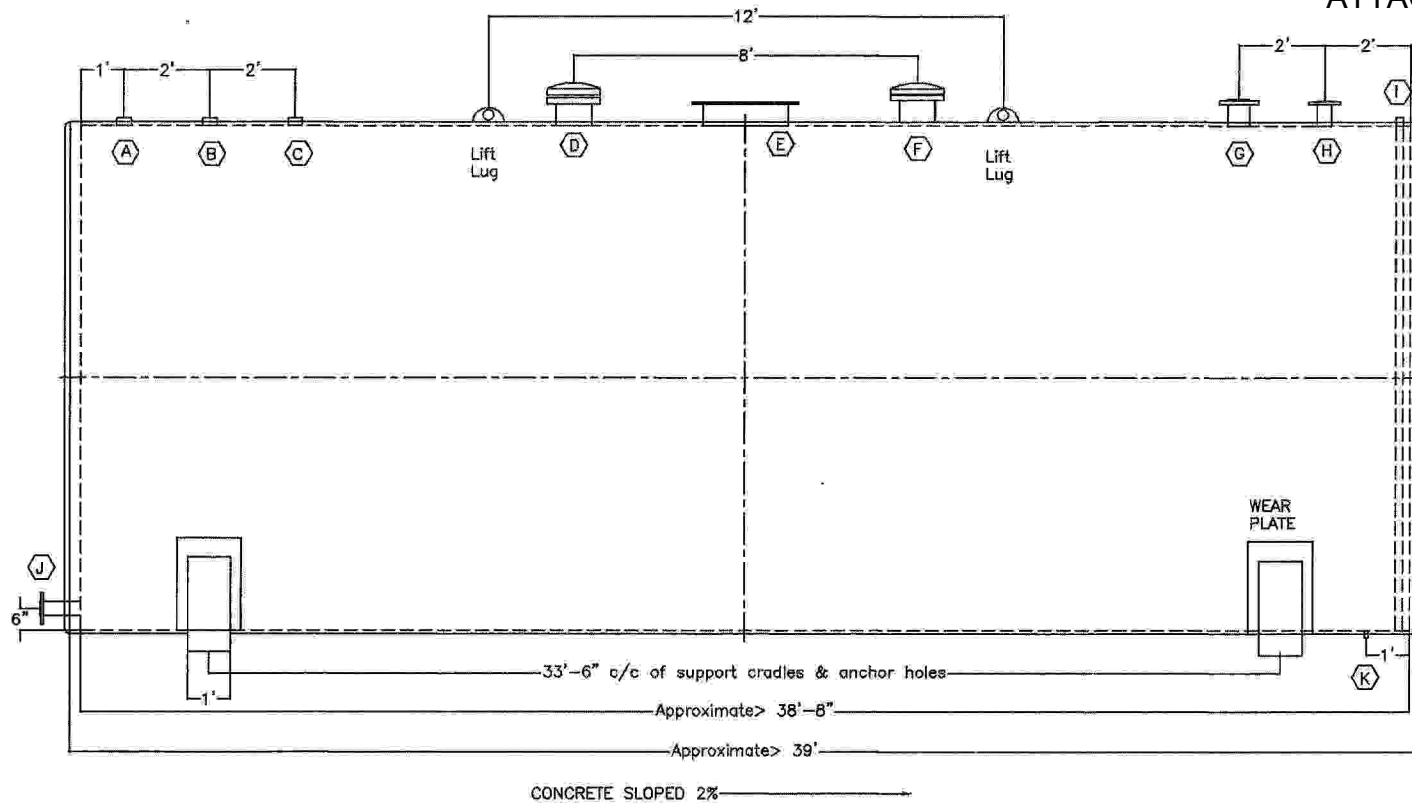 12'
8'
1' 2' 2'
2' 2'
I
A B C D E F G H
Lift
Lug
Lift
Lug
WEAR
PLATE
J
6"
33'-6" c/c of support cradles & anchor holes
1'
K
1'
Approximate> 38'-8"
Approximate> 39'
CONCRETE SLOPED 2%